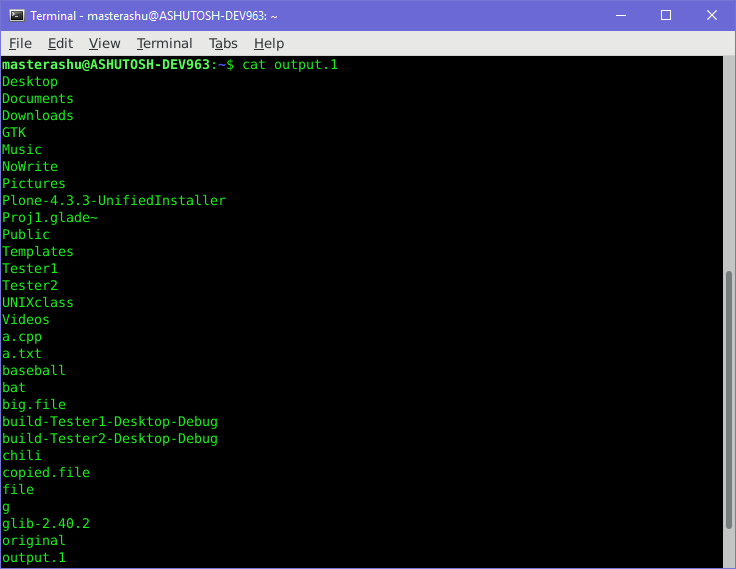 Terminal - masterashu@ASHUTOSH-DEV963: ~
File Edit View Terminal Tabs Help
masterashu@ASHUTOSH-DEV963:~$ cat output.1
Desktop
Documents
Downloads
GTK
Music
NoWrite
Pictures
Plone-4.3.3-UnifiedInstaller
Proj1.glade~
Public
Templates
Tester1
Tester2
UNIXclass
Videos
a.cpp
a.txt
baseball
bat
big.file
build-Tester1-Desktop-Debug
build-Tester2-Desktop-Debug
chili
copied.file
file
g
glib-2.40.2
original
output.1